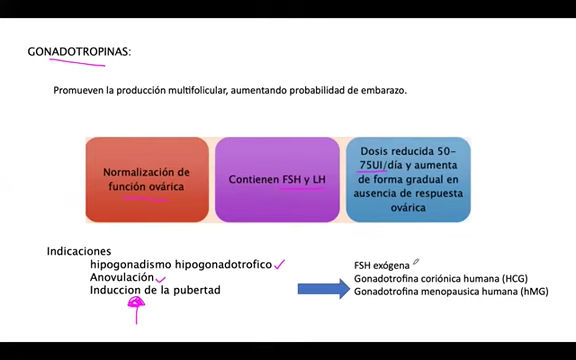 GONADOTROPINAS:
Promueven la producción multifolicular, aumentando probabilidad de embarazo.
Normalización de
función ovárica
Contienen FSH y LH
Dosis reducida 50-
75UI/día y aumenta
de forma gradual en
ausencia de respuesta
ovárica
Indicaciones
hipogonadismo hipogonadotrofico
Anovulación
Induccion de la pubertad
FSH exógena
Gonadotrofina coriónica humana (HCG)
Gonadotrofina menopausica humana (hMG)